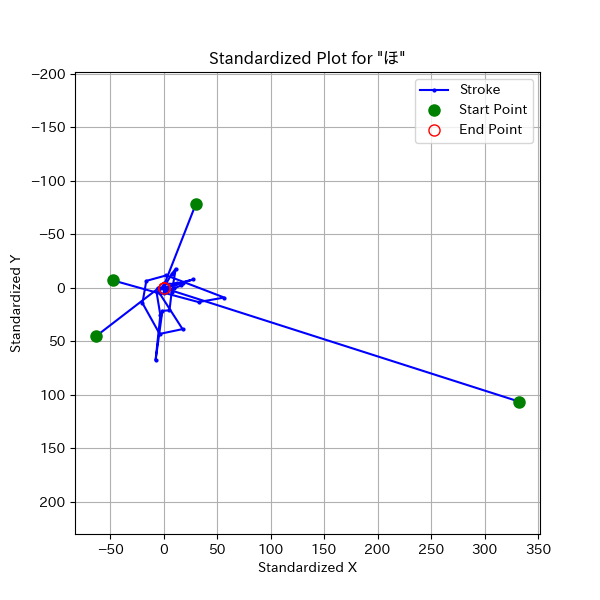 Standardized Plot for "ほ"
Stroke
Start Point
End Point
−200
−150
−100
−50
0
50
100
150
200
Standardized Y
−50 0 50 100 150 200 250 300 350
Standardized X